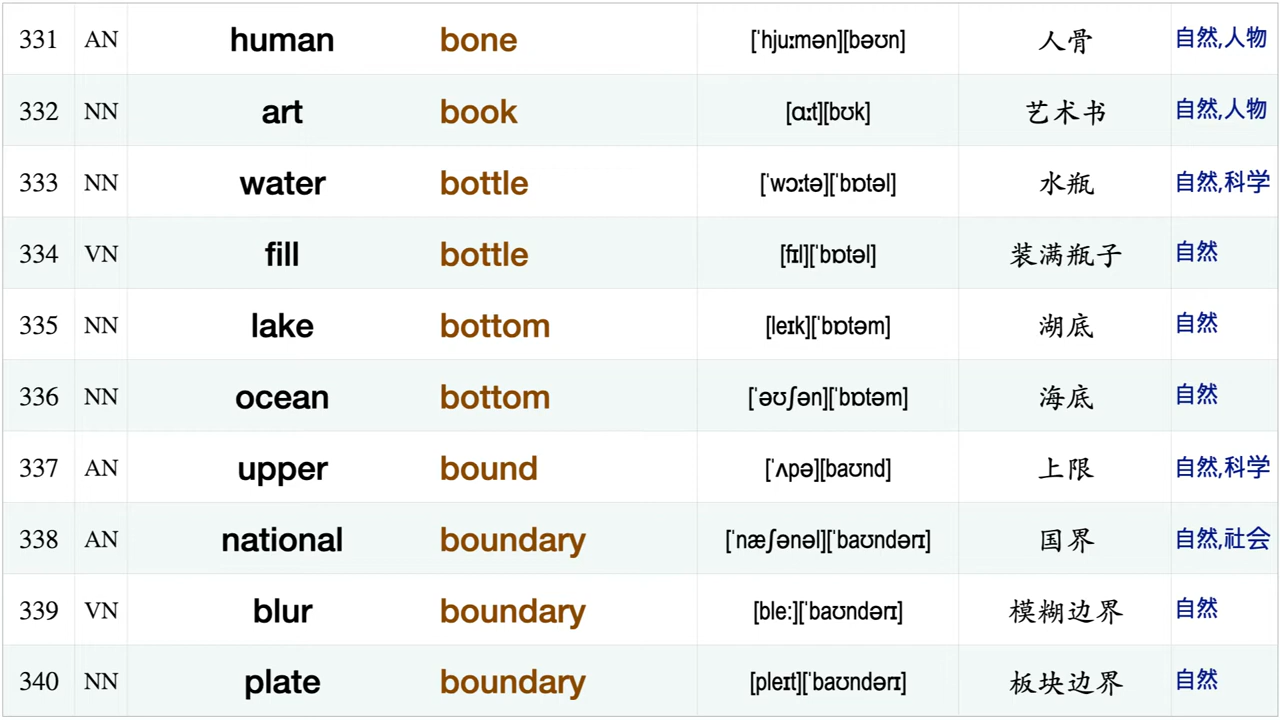 331 AN human bone [ˈhjuːmən][bəʊn] 人骨 自然,人物
332 NN art book [ɑːt][bʊk] 艺术书 自然,人物
333 NN water bottle [ˈwɔːtə][ˈbɒtəl] 水瓶 自然,科学
334 VN fill bottle [fɪl][ˈbɒtəl] 装满瓶子 自然
335 NN lake bottom [leɪk][ˈbɒtəm] 湖底 自然
336 NN ocean bottom [ˈəʊʃən][ˈbɒtəm] 海底 自然
337 AN upper bound [ˈʌpə][baʊnd] 上限 自然,科学
338 AN national boundary [ˈnæʃənəl][ˈbaʊndərɪ] 国界 自然,社会
339 VN blur boundary [bleː][ˈbaʊndərɪ] 模糊边界 自然
340 NN plate boundary [pleɪt][ˈbaʊndərɪ] 板块边界 自然